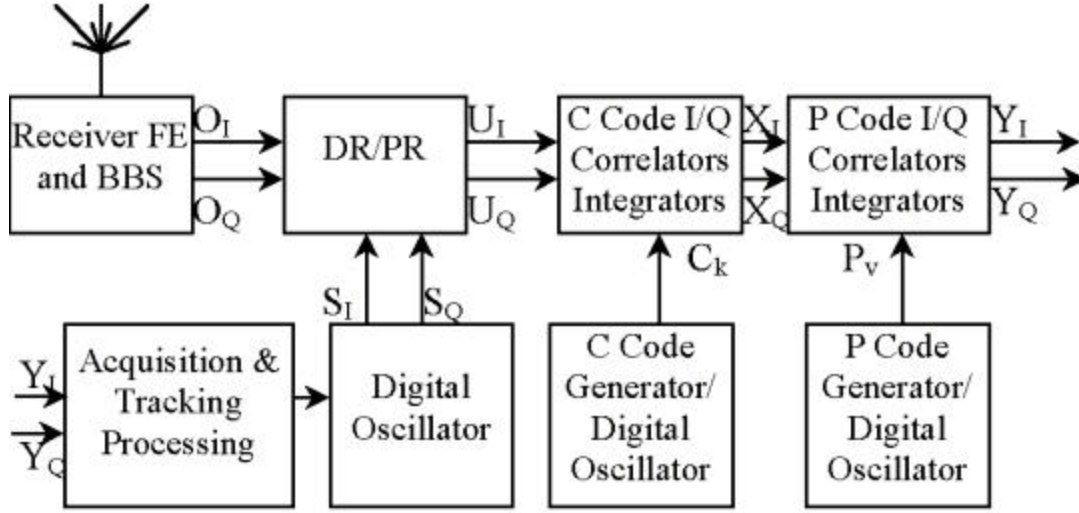 Receiver FE
and BBS
O_I
O_Q
DR/PR
U_I
U_Q
C Code I/Q
Correlators
Integrators
X_I
X_Q
P Code I/Q
Correlators
Integrators
Y_I
Y_Q
S_I
S_Q
C_k
P_v
Y_I
Y_Q
Acquisition &
Tracking
Processing
Digital
Oscillator
C Code
Generator/
Digital
Oscillator
P Code
Generator/
Digital
Oscillator